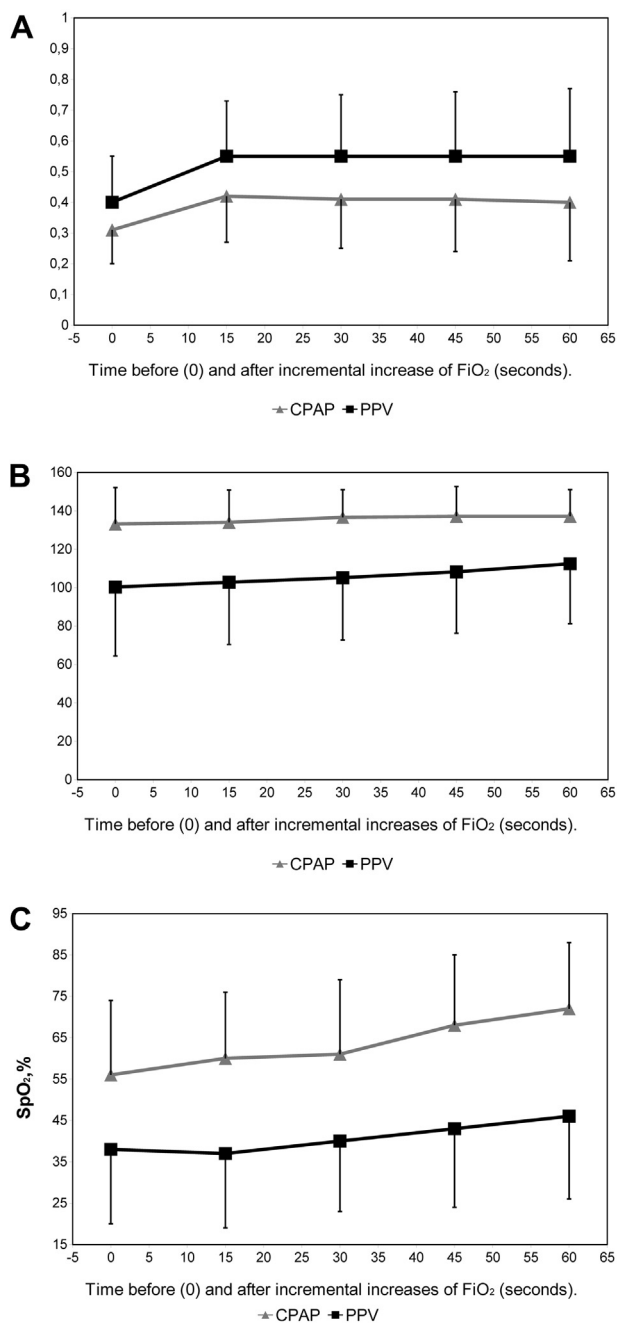 A
1
0,9
0,8
0,7
0,6
0,5
0,4
0,3
0,2
0,1
0
-5 0 5 10 15 20 25 30 35 40 45 50 55 60 65
Time before (0) and after incremental increase of FiO₂ (seconds).
CPAP PPV
B
160
140
120
100
80
60
40
20
0
-5 0 5 10 15 20 25 30 35 40 45 50 55 60 65
Time before (0) and after incremental increases of FiO₂ (seconds).
CPAP PPV
C
95
85
75
65
55
45
35
25
15
SpO₂,%
-5 0 5 10 15 20 25 30 35 40 45 50 55 60 65
Time before (0) and after incremental increases of FiO₂ (seconds).
CPAP PPV